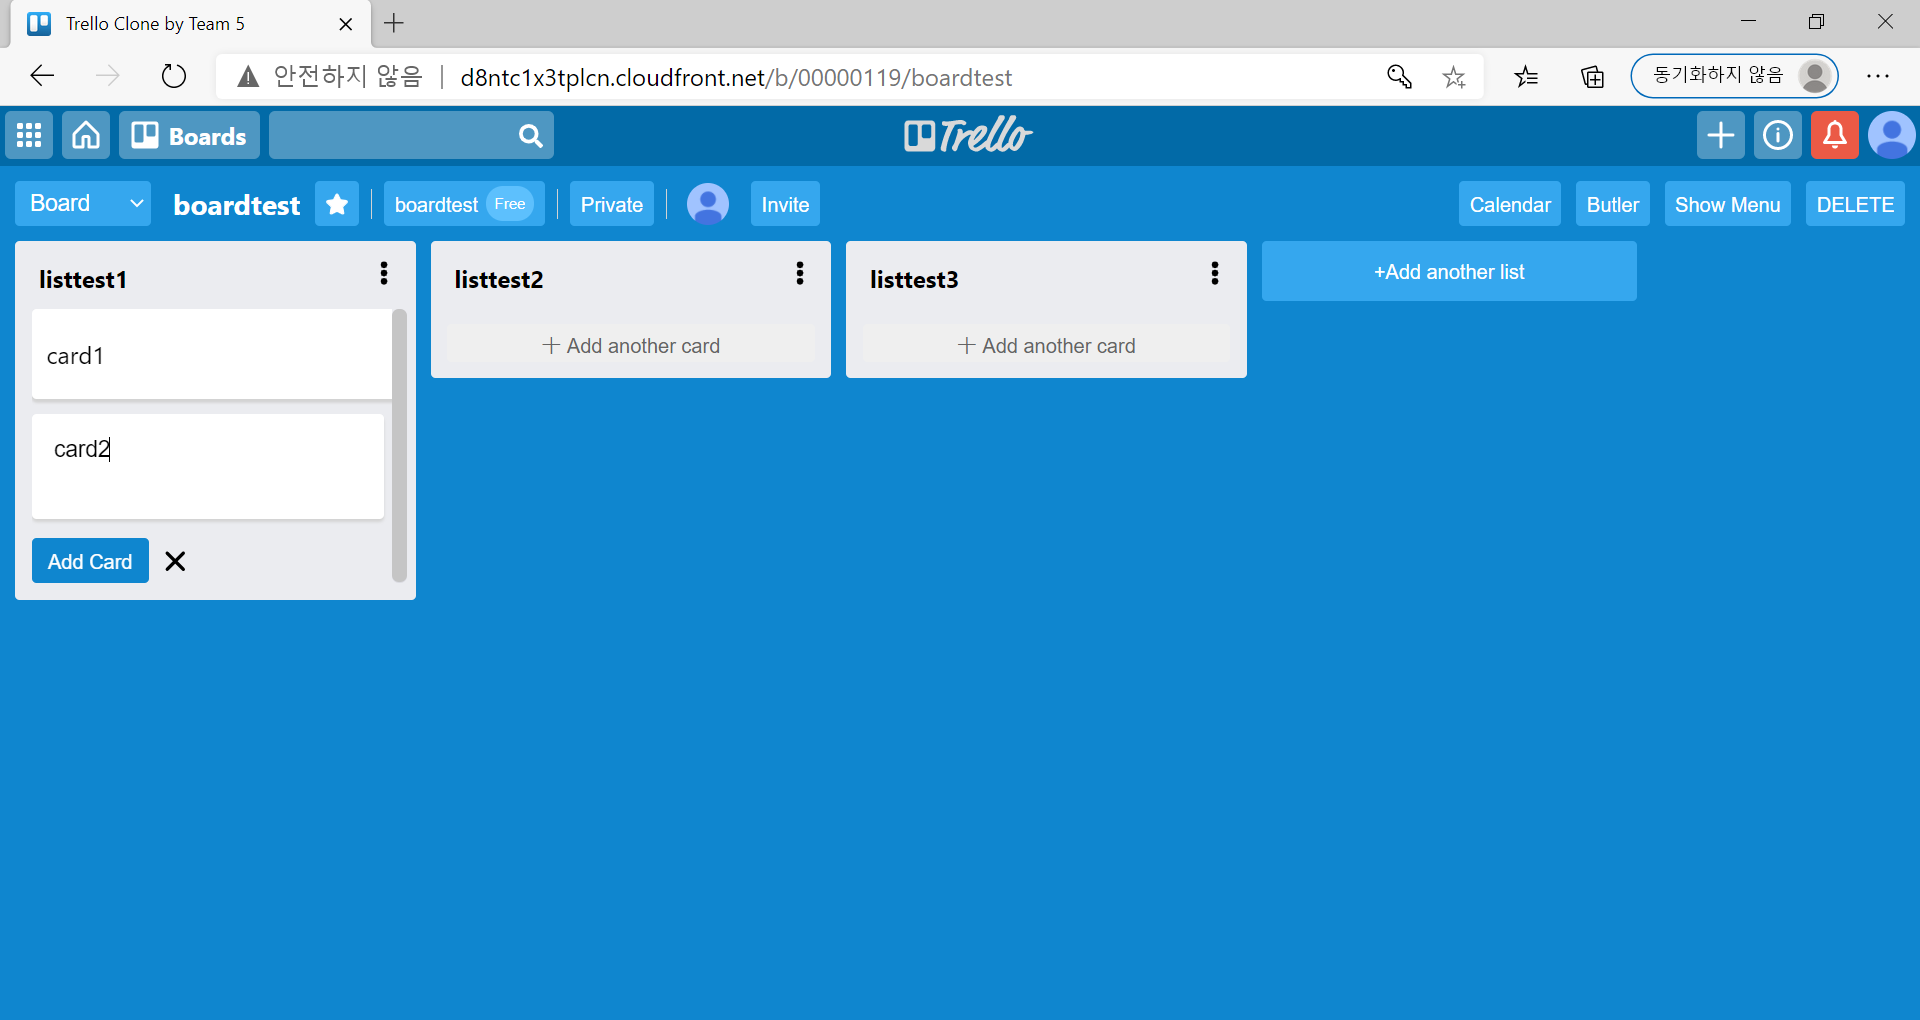 Trello Clone by Team 5
안전하지 않음 d8ntc1x3tplcn.cloudfront.net/b/00000119/boardtest 동기화하지 않음
Boards Trello
Board boardtest boardtest Free Private Invite Calendar Butler Show Menu DELETE
listtest1 listtest2 listtest3 +Add another list
+ Add another card + Add another card
card1
card2
Add Card